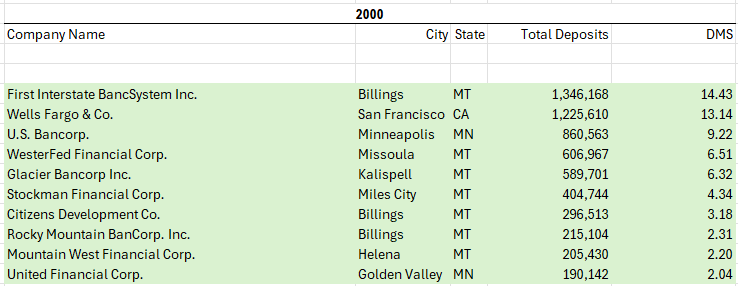 2000
Company Name City State Total Deposits DMS
First Interstate BancSystem Inc. Billings MT 1,346,168 14.43
Wells Fargo & Co. San Francisco CA 1,225,610 13.14
U.S. Bancorp. Minneapolis MN 860,563 9.22
WesterFed Financial Corp. Missoula MT 606,967 6.51
Glacier Bancorp Inc. Kalispell MT 589,701 6.32
Stockman Financial Corp. Miles City MT 404,744 4.34
Citizens Development Co. Billings MT 296,513 3.18
Rocky Mountain BanCorp. Inc. Billings MT 215,104 2.31
Mountain West Financial Corp. Helena MT 205,430 2.20
United Financial Corp. Golden Valley MN 190,142 2.04